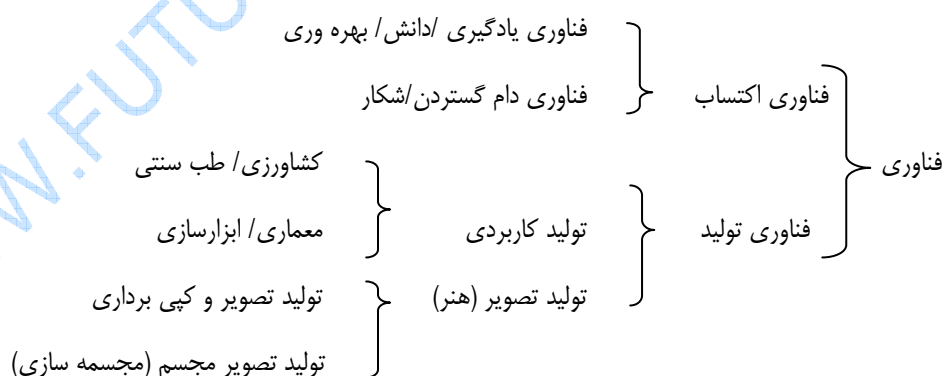 فناوری یادگیری /دانش/ بهره وری
فناوری اکتساب
فناوری دام گستردن/شکار
فناوری
کشاورزی/ طب سنتی
فناوری تولید
تولید کاربردی
معماری/ ابزارسازی
تولید تصویر (هنر)
تولید تصویر و کپی برداری
تولید تصویر مجسم (مجسمه سازی)
W.FUTU